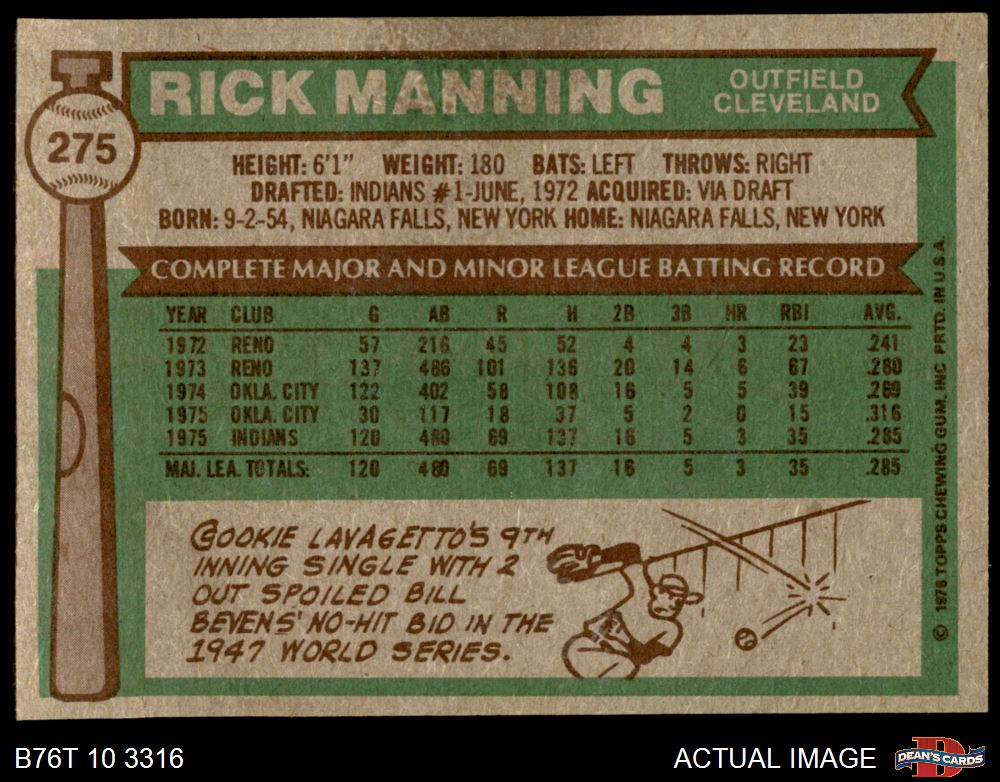 275
RICK MANNING
OUTFIELD
CLEVELAND
HEIGHT: 6'1" WEIGHT: 180 BATS: LEFT THROWS: RIGHT
DRAFTED: INDIANS #1-JUNE, 1972 ACQUIRED: VIA DRAFT
BORN: 9-2-54, NIAGARA FALLS, NEW YORK HOME: NIAGARA FALLS, NEW YORK
COMPLETE MAJOR AND MINOR LEAGUE BATTING RECORD
YEAR CLUB G AB R H 2B 3B HR RBI AVG.
1972 RENO 57 216 45 52 4 4 3 23 .241
1973 RENO 137 486 101 136 20 14 6 67 .280
1974 OKLA. CITY 122 402 58 108 16 5 5 39 .269
1975 OKLA. CITY 30 117 18 37 5 2 0 15 .316
1975 INDIANS 120 480 69 137 16 5 3 35 .285
MAJ. LEA. TOTALS: 120 480 69 137 16 5 3 35 .285
COOKIE LAVAGETTO'S 9TH
INNING SINGLE WITH 2
OUT SPOILED BILL
BEVENS' NO-HIT BID IN THE
1947 WORLD SERIES.
© 1976 TOPPS CHEWING GUM, INC PRTD. IN U.S.A.
B76T 10 3316
ACTUAL IMAGE
D
DEAN'S CARDS